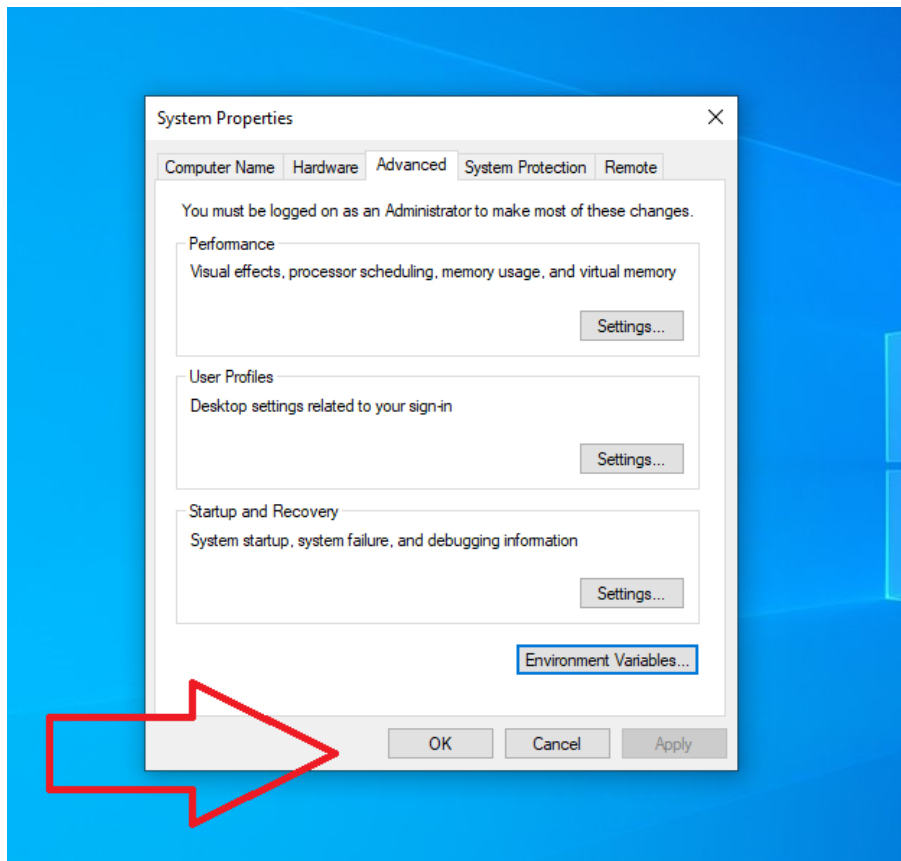 System Properties
Computer Name Hardware Advanced System Protection Remote
You must be logged on as an Administrator to make most of these changes.
Performance
Visual effects, processor scheduling, memory usage, and virtual memory
Settings...
User Profiles
Desktop settings related to your sign-in
Settings...
Startup and Recovery
System startup, system failure, and debugging information
Settings...
Environment Variables...
OK Cancel Apply